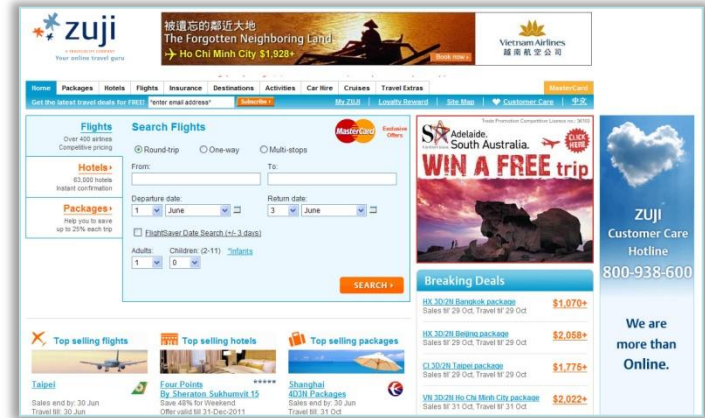 zuji
A TRAVELOCITY COMPANY
Your online travel guru
被遺忘的鄰近大地
The Forgotten Neighboring Land
Ho Chi Minh City $1,928+
Book now
Vietnam Airlines
越南航空公司
Home Packages Hotels Flights Insurance Destinations Activities Car Hire Cruises Travel Extras MasterCard
Get the latest travel deals for FREE! *enter email address* Subscribe My ZUJI | Loyalty Reward | Site Map | Customer Care | 中文
Flights
Over 400 airlines
Competitive pricing
Hotels
63,000 hotels
Instant confirmation
Packages
Help you to save
up to 25% each trip
Search Flights
MasterCard Exclusive Offers
Round-trip One-way Multi-stops
From: To:
Departure date: Return date:
1 June 3 June
FlightSaver Date Search (+/- 3 days)
Adults: Children: (2-11) *Infants
1 0
SEARCH
Trade Promotion Competition Licence no.: 36702
Adelaide.
South Australia.
CLICK HERE
WIN A FREE trip
Breaking Deals
HX 3D/2N Bangkok package $1,070+
Sales til' 29 Oct, Travel til' 29 Oct
HX 3D/2N Beijing package $2,058+
Sales til' 29 Oct, Travel til' 29 Oct
CI 3D/2N Taipei package $1,775+
Sales til' 29 Oct, Travel til' 29 Oct
VN 3D/2N Ho Chi Minh City package $2,022+
Sales til' 31 Oct, Travel til' 31 Oct
ZUJI
Customer Care
Hotline
800-938-600
We are
more than
Online.
Top selling flights
Taipei
Sales end by: 30 Jun
Travel till: 30 Jun
Top selling hotels
Four Points *****
By Sheraton Sukhumvit 15
Save 48% for Weekend
Offer valid till 31-Dec-2011
Top selling packages
Shanghai
4D3N Packages
Sales end by: 30 Jun
Travel till: 31 Oct